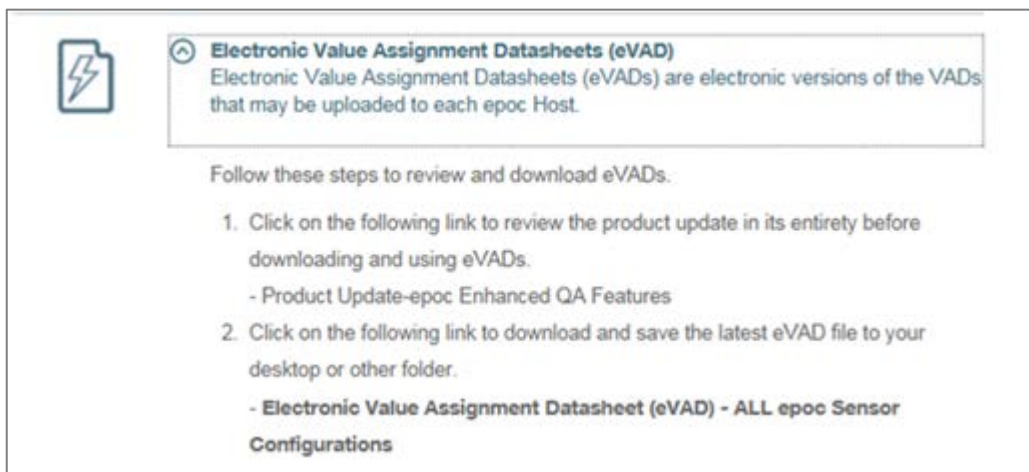 Electronic Value Assignment Datasheets (eVAD)
Electronic Value Assignment Datasheets (eVADs) are electronic versions of the VADs
that may be uploaded to each epoc Host.
Follow these steps to review and download eVADs.
1. Click on the following link to review the product update in its entirety before
downloading and using eVADs.
- Product Update-epoc Enhanced QA Features
2. Click on the following link to download and save the latest eVAD file to your
desktop or other folder.
- Electronic Value Assignment Datasheet (eVAD) - ALL epoc Sensor
Configurations